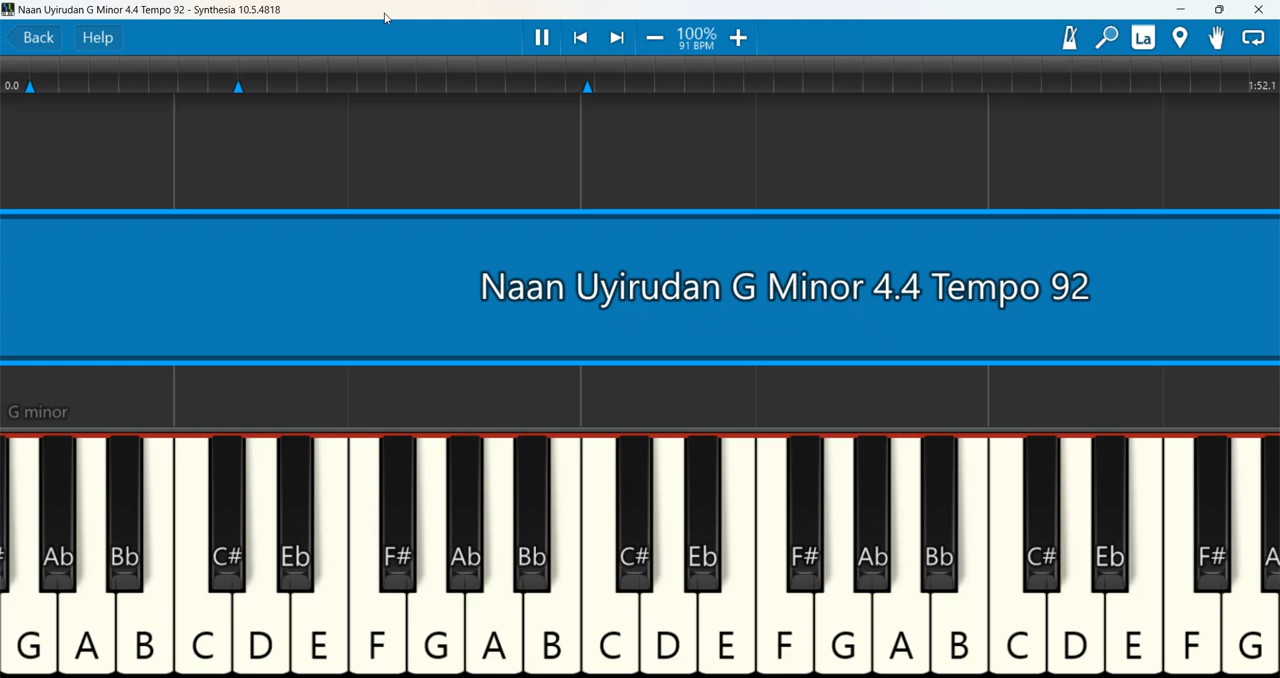 Naan Uyirudan G Minor 4.4 Tempo 92 - Synthesia 10.5.4818
Back Help 100% La
91 BPM
0.0 1:52.1
Naan Uyirudan G Minor 4.4 Tempo 92
G minor
# Ab Bb C# Eb F# Ab Bb C# Eb F# Ab Bb C# Eb F# A
G A B C D E F G A B C D E F G A B C D E F G